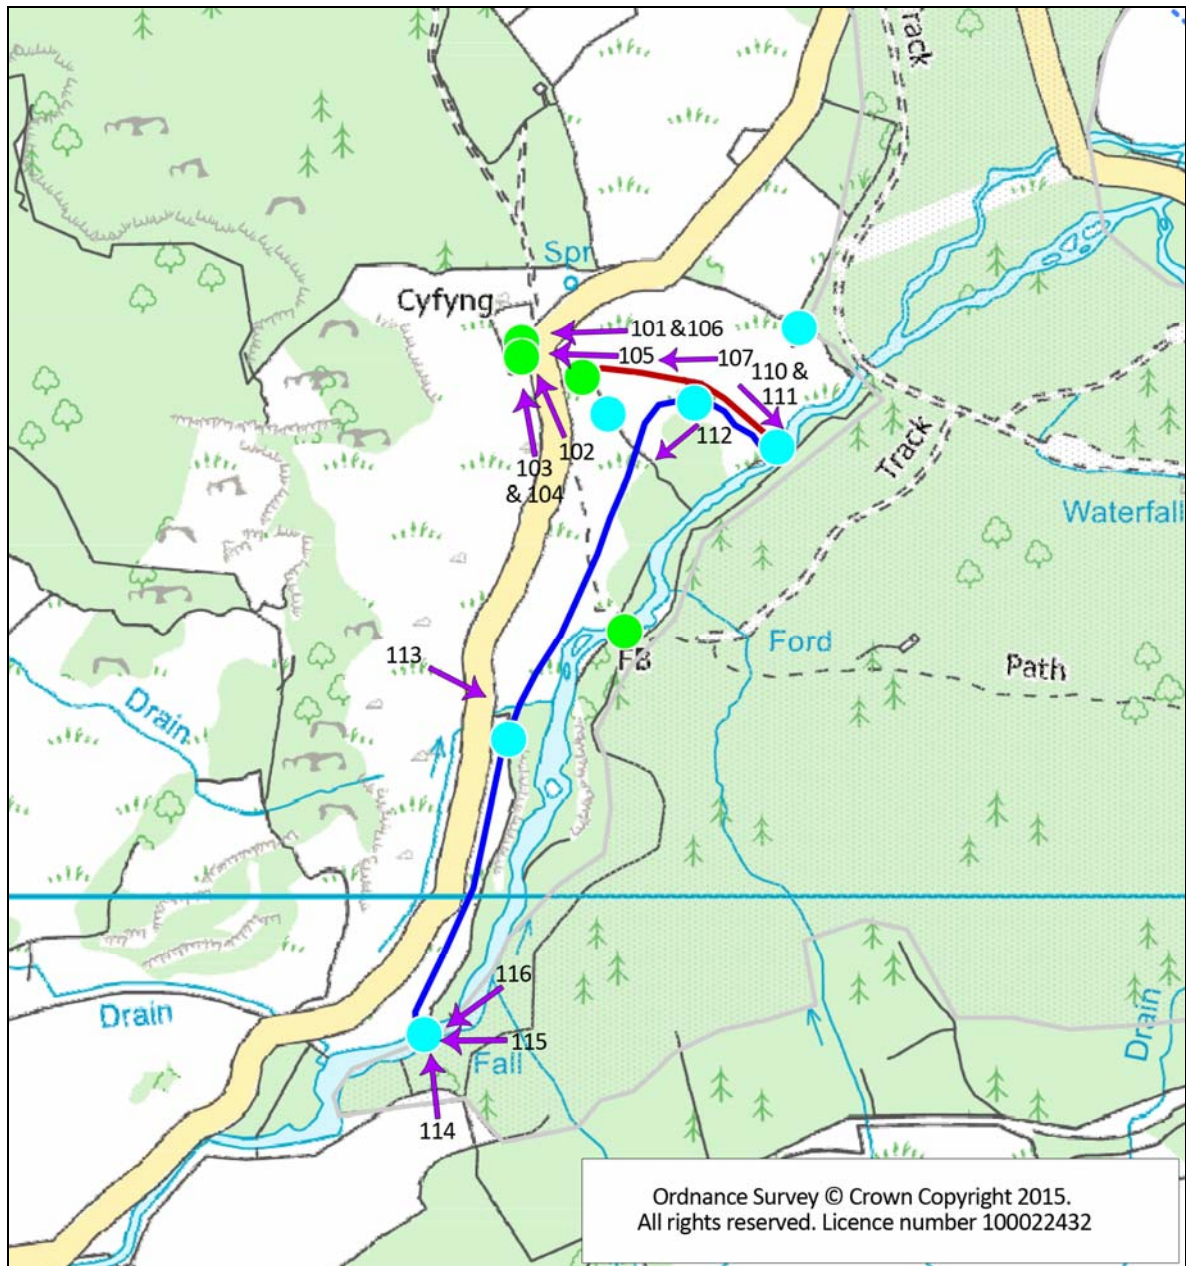 Track
Spr
Cyfyng
101 & 106
105
107
110 &
111
112
102
103
& 104
Track
Waterfall
Ford
FB
Path
113
Drain
116
Drain
115
Fall
Drain
114
Ordnance Survey © Crown Copyright 2015.
All rights reserved. Licence number 100022432